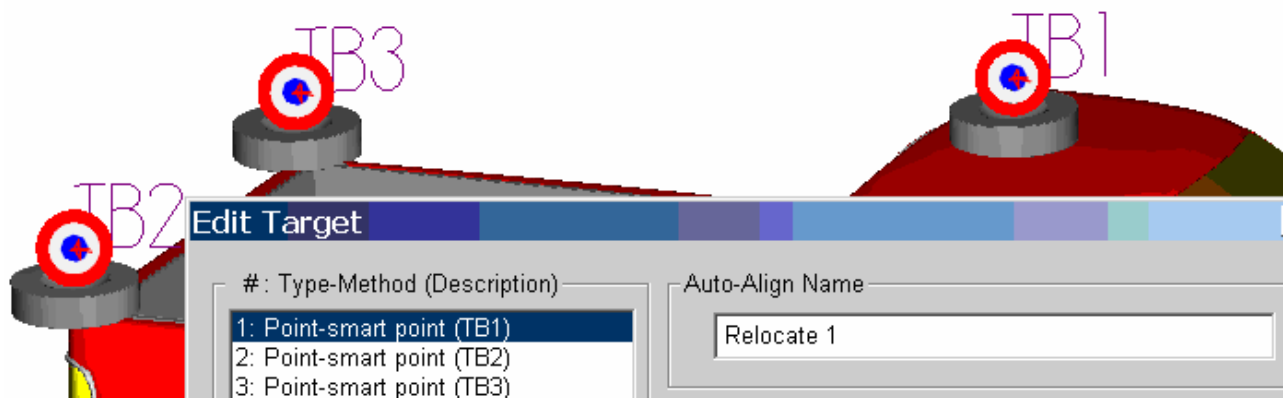 TB3
TB1
TB2
Edit Target
#: Type-Method (Description)
1: Point-smart point (TB1)
2: Point-smart point (TB2)
3: Point-smart point (TB3)
Auto-Align Name
Relocate 1